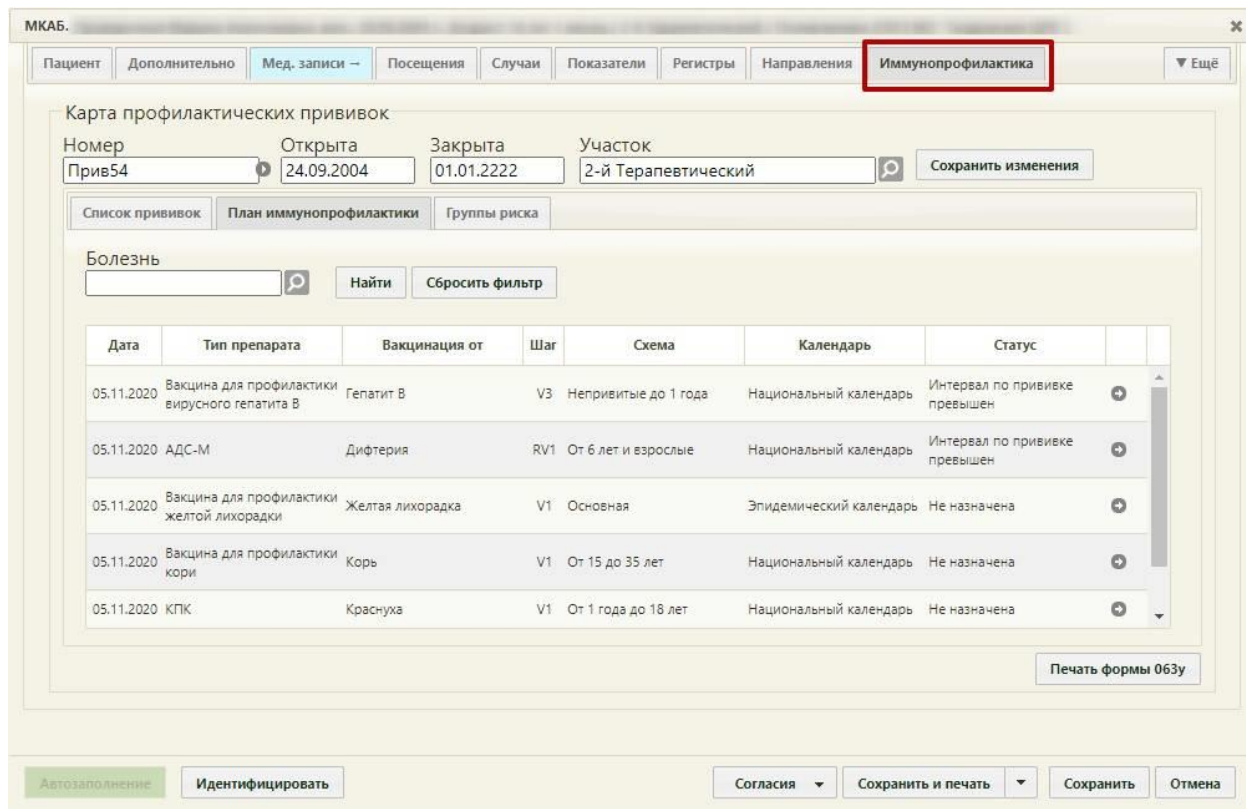 МКАБ.
Пациент Дополнительно Мед. записи → Посещения Случаи Показатели Регистры Направления Иммунопрофилактика ▼ Ещё
Карта профилактических прививок
Номер Открыта Закрыта Участок
Прив54 24.09.2004 01.01.2222 2-й Терапевтический Сохранить изменения
Список прививок План иммунопрофилактики Группы риска
Болезнь
Найти Сбросить фильтр
Дата Тип препарата Вакцинация от Шаг Схема Календарь Статус
05.11.2020 Вакцина для профилактики вирусного гепатита В Гепатит В V3 Непривитые до 1 года Национальный календарь Интервал по прививке превышен
05.11.2020 АДС-М Дифтерия RV1 От 6 лет и взрослые Национальный календарь Интервал по прививке превышен
05.11.2020 Вакцина для профилактики желтой лихорадки Желтая лихорадка V1 Основная Эпидемический календарь Не назначена
05.11.2020 Вакцина для профилактики кори Корь V1 От 15 до 35 лет Национальный календарь Не назначена
05.11.2020 КПК Краснуха V1 От 1 года до 18 лет Национальный календарь Не назначена
Печать формы 063у
Автозаполнение Идентифицировать Согласия Сохранить и печать Сохранить Отмена